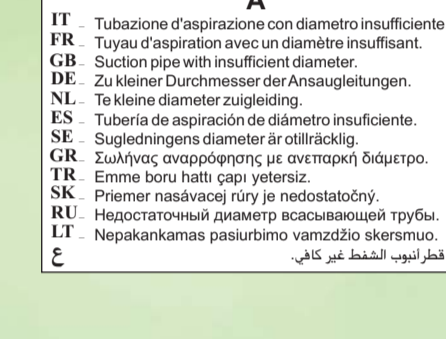 A
IT – Tubazione d'aspirazione con diametro insufficiente
FR – Tuyau d'aspiration avec un diamètre insuffisant.
GB – Suction pipe with insufficient diameter.
DE – Zu kleiner Durchmesser der Ansaugleitungen.
NL – Te kleine diameter zuigleiding.
ES – Tubería de aspiración de diámetro insuficiente.
SE – Sugledningens diameter är otillräcklig.
GR – Σωλήνας αναρρόφησης με ανεπαρκή διάμετρο.
TR – Emme boru hattı çapı yetersiz.
SK – Priemer nasávacej rúry je nedostatočný.
RU – Недостаточный диаметр всасывающей трубы.
LT – Nepakankamas pasiurbimo vamzdžio skersmuo.
ع قطر أنبوب الشفط غير كافي.